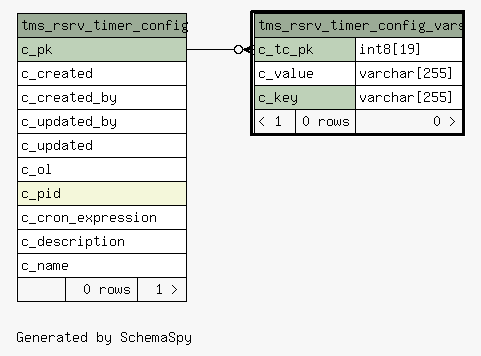 tms_rsrv_timer_config
c_pk
c_created
c_created_by
c_updated_by
c_updated
c_ol
c_pid
c_cron_expression
c_description
c_name
0 rows 1 >
tms_rsrv_timer_config_vars
c_tc_pk int8[19]
c_value varchar[255]
c_key varchar[255]
< 1 0 rows 0 >
Generated by SchemaSpy